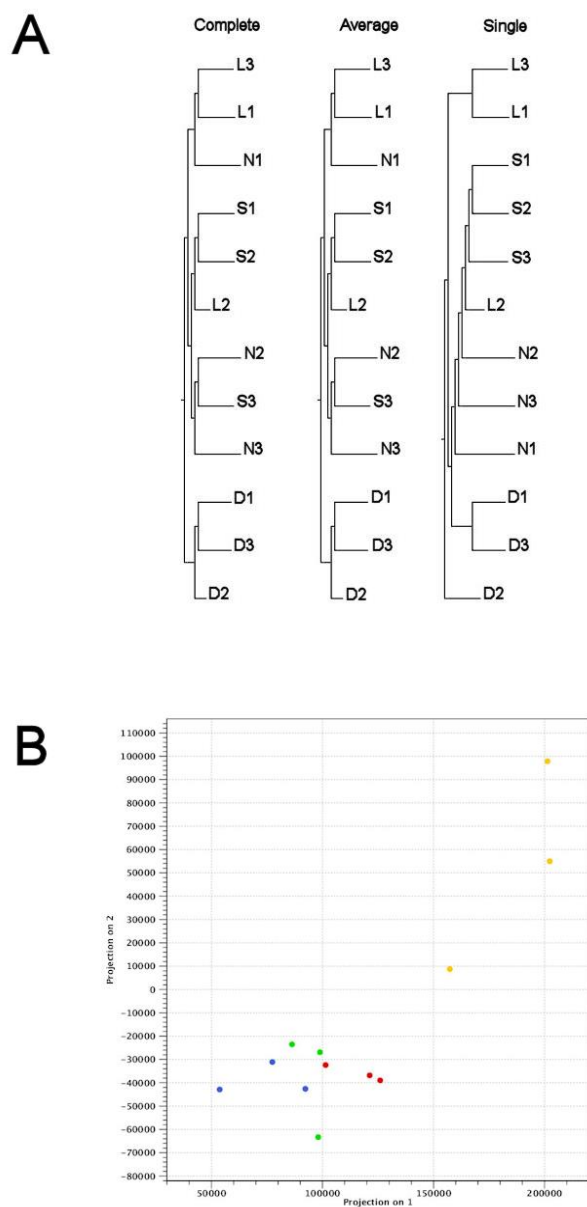 A
Complete Average Single
L3 L3 L3
L1 L1 L1
N1 N1 S1
S1 S1 S2
S2 S2 S3
L2 L2 L2
N2 N2 N2
S3 S3 N3
N3 N3 N1
D1 D1 D1
D3 D3 D3
D2 D2 D2
B
110000
100000
90000
80000
70000
60000
50000
40000
30000
20000
10000
0
-10000
-20000
-30000
-40000
-50000
-60000
-70000
-80000
Projection on 2
50000 100000 150000 200000
Projection on 1